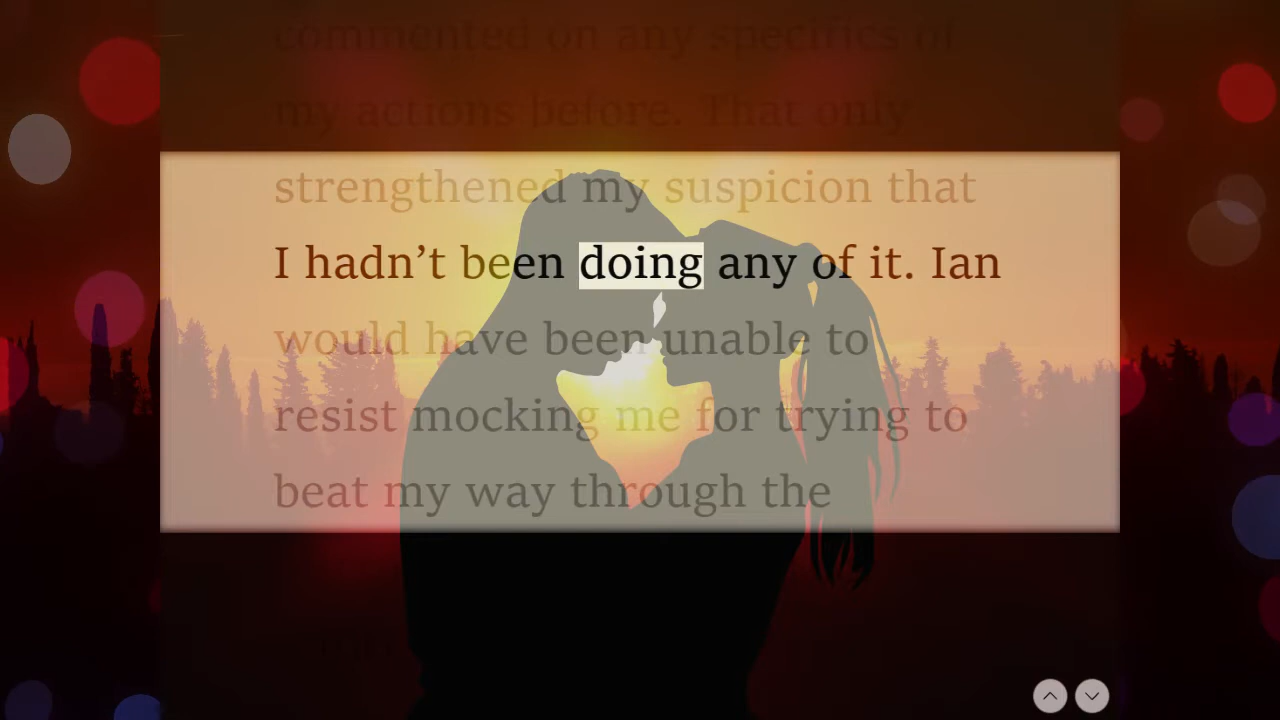 commented on any specifics of
my actions before. That only
strengthened my suspicion that
I hadn’t been doing any of it. Ian
would have been unable to
resist mocking me for trying to
beat my way through the